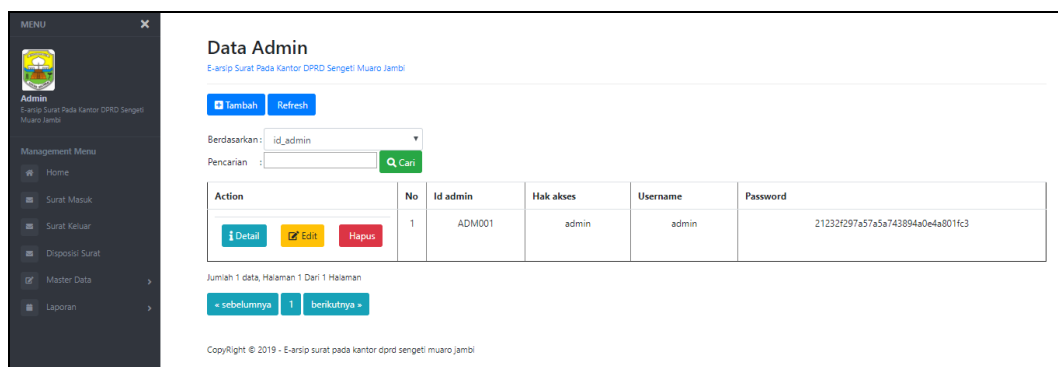 MENU ×
Admin
E-arsip Surat Pada Kantor DPRD Sengeti
Muaro Jambi
Management Menu
Home
Surat Masuk
Surat Keluar
Disposisi Surat
Master Data
Laporan
Data Admin
E-arsip Surat Pada Kantor DPRD Sengeti Muaro Jambi
Tambah Refresh
Berdasarkan : id_admin
Pencarian : Cari
Action No Id admin Hak akses Username Password
Detail Edit Hapus 1 ADM001 admin admin 21232f297a57a5a743894a0e4a801fc3
Jumlah 1 data, Halaman 1 Dari 1 Halaman
« sebelumnya 1 berikutnya »
CopyRight © 2019 - E-arsip surat pada kantor dprd sengeti muaro jambi